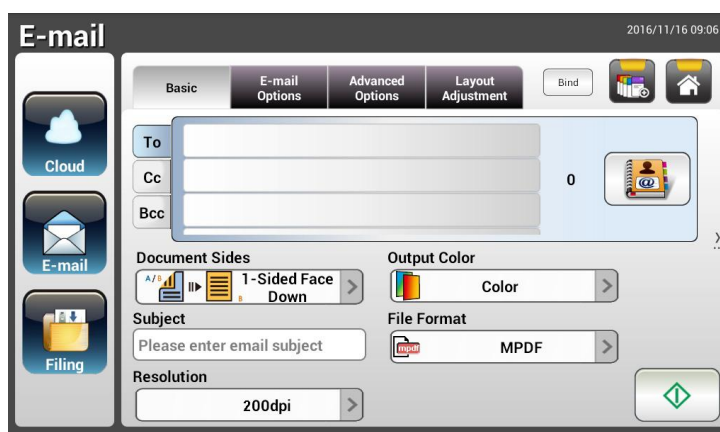 E-mail
2016/11/16 09:06
Basic
E-mail Options
Advanced Options
Layout Adjustment
Bind
To
0
Cc
Bcc
Cloud
E-mail
Filing
Document Sides
A/B
1-Sided Face Down
B
Output Color
Color
Subject
Please enter email subject
File Format
mpdf
MPDF
Resolution
200dpi
@